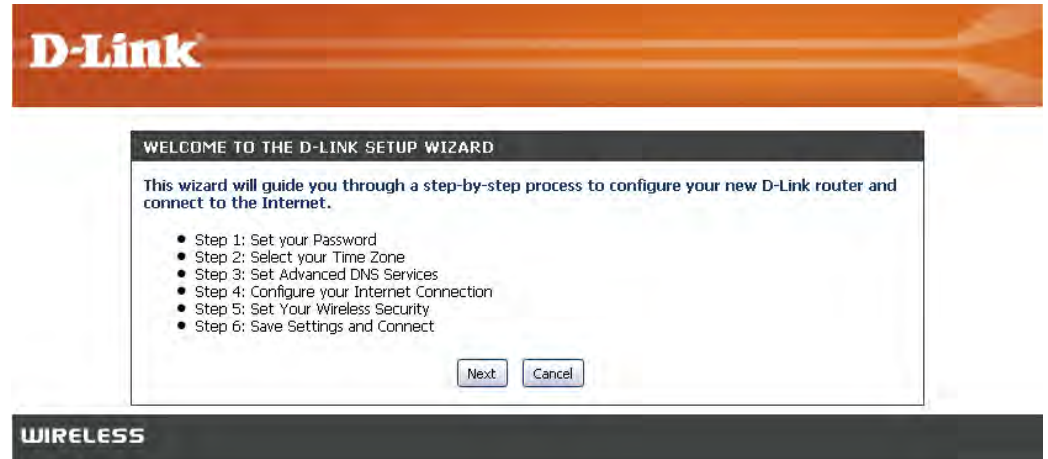 D-Link
WELCOME TO THE D-LINK SETUP WIZARD
This wizard will guide you through a step-by-step process to configure your new D-Link router and
connect to the Internet.
• Step 1: Set your Password
• Step 2: Select your Time Zone
• Step 3: Set Advanced DNS Services
• Step 4: Configure your Internet Connection
• Step 5: Set Your Wireless Security
• Step 6: Save Settings and Connect
Next Cancel
WIRELESS